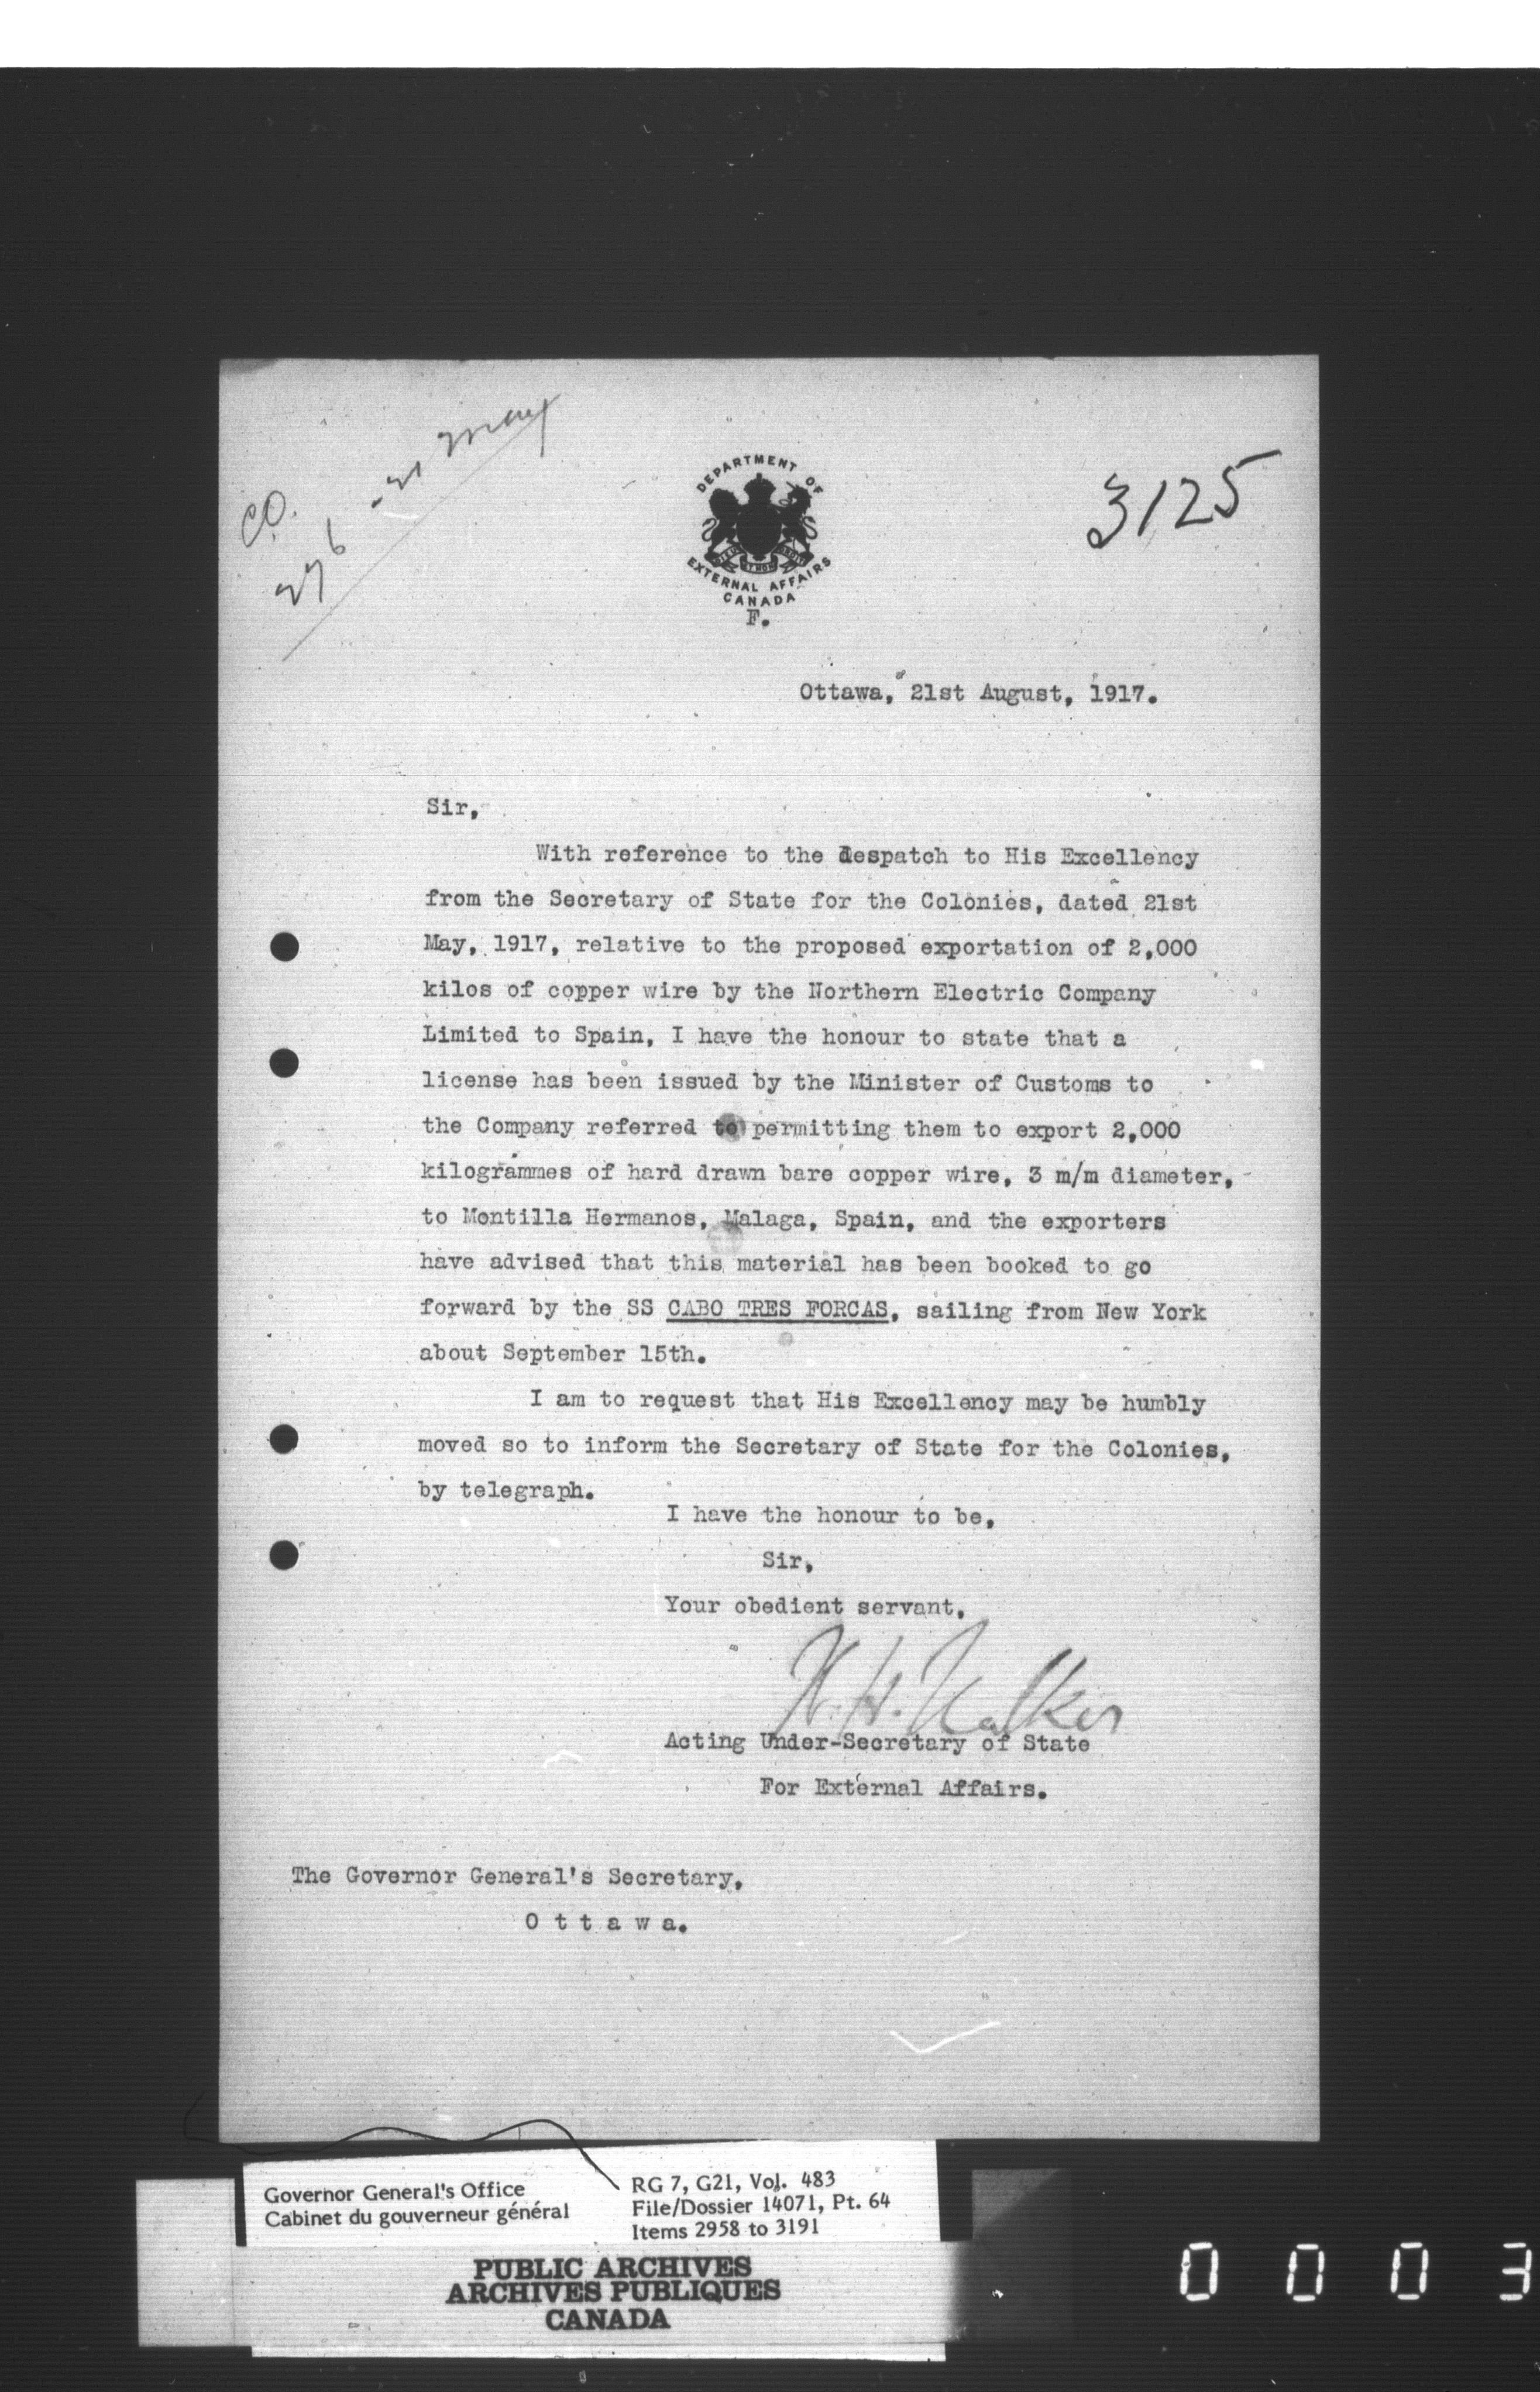 C.O.
276 - 21 May
3125
DEPARTMENT OF
EXTERNAL AFFAIRS
CANADA
F.
Ottawa, 21st August, 1917.
Sir,
With reference to the despatch to His Excellency
from the Secretary of State for the Colonies, dated 21st
May, 1917, relative to the proposed exportation of 2,000
kilos of copper wire by the Northern Electric Company
Limited to Spain, I have the honour to state that a
license has been issued by the Minister of Customs to
the Company referred to permitting them to export 2,000
kilogrammes of hard drawn bare copper wire, 3 m/m diameter,
to Montilla Hermanos, Malaga, Spain, and the exporters
have advised that this material has been booked to go
forward by the SS CABO TRES FORCAS, sailing from New York
about September 15th.
I am to request that His Excellency may be humbly
moved so to inform the Secretary of State for the Colonies,
by telegraph.
I have the honour to be,
Sir,
Your obedient servant,
W. H. Walker
Acting Under-Secretary of State
For External Affairs.
The Governor General's Secretary,
O t t a w a.
Governor General's Office
Cabinet du gouverneur général
RG 7, G21, Vol. 483
File/Dossier 14071, Pt. 64
Items 2958 to 3191
PUBLIC ARCHIVES
ARCHIVES PUBLIQUES
CANADA
0 0 0 3